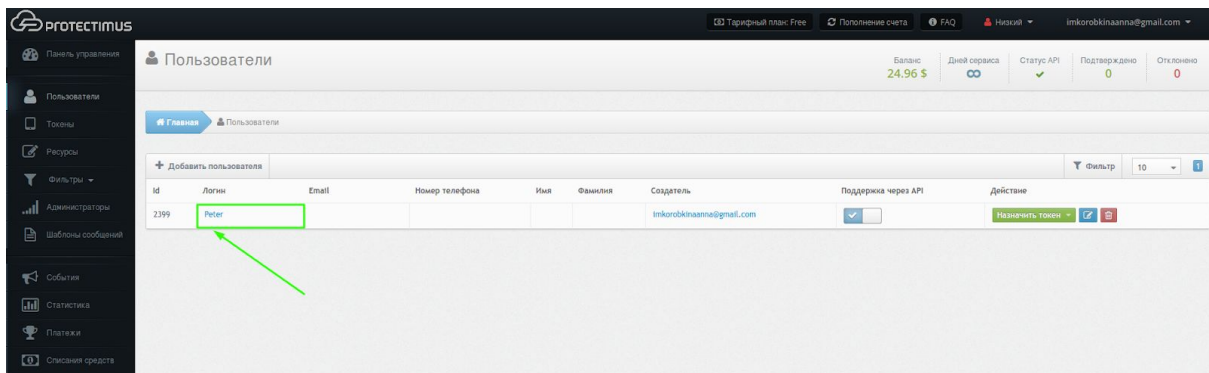 PROTECTIMUS
Тарифный план: Free
Пополнение счета
FAQ
Низкий
imkorobkinaanna@gmail.com
Панель управления
Пользователи
Токены
Ресурсы
Фильтры
Администраторы
Шаблоны сообщений
События
Статистика
Платежи
Списания средств
Пользователи
Баланс
24.96 $
Дней сервиса
∞
Статус API
Подтверждено
0
Отклонено
0
Главная
Пользователи
+ Добавить пользователя
Фильтр
10
1
Id Логин Email Номер телефона Имя Фамилия Создатель Поддержка через API Действие
2399 Peter imkorobkinaanna@gmail.com Назначить токен